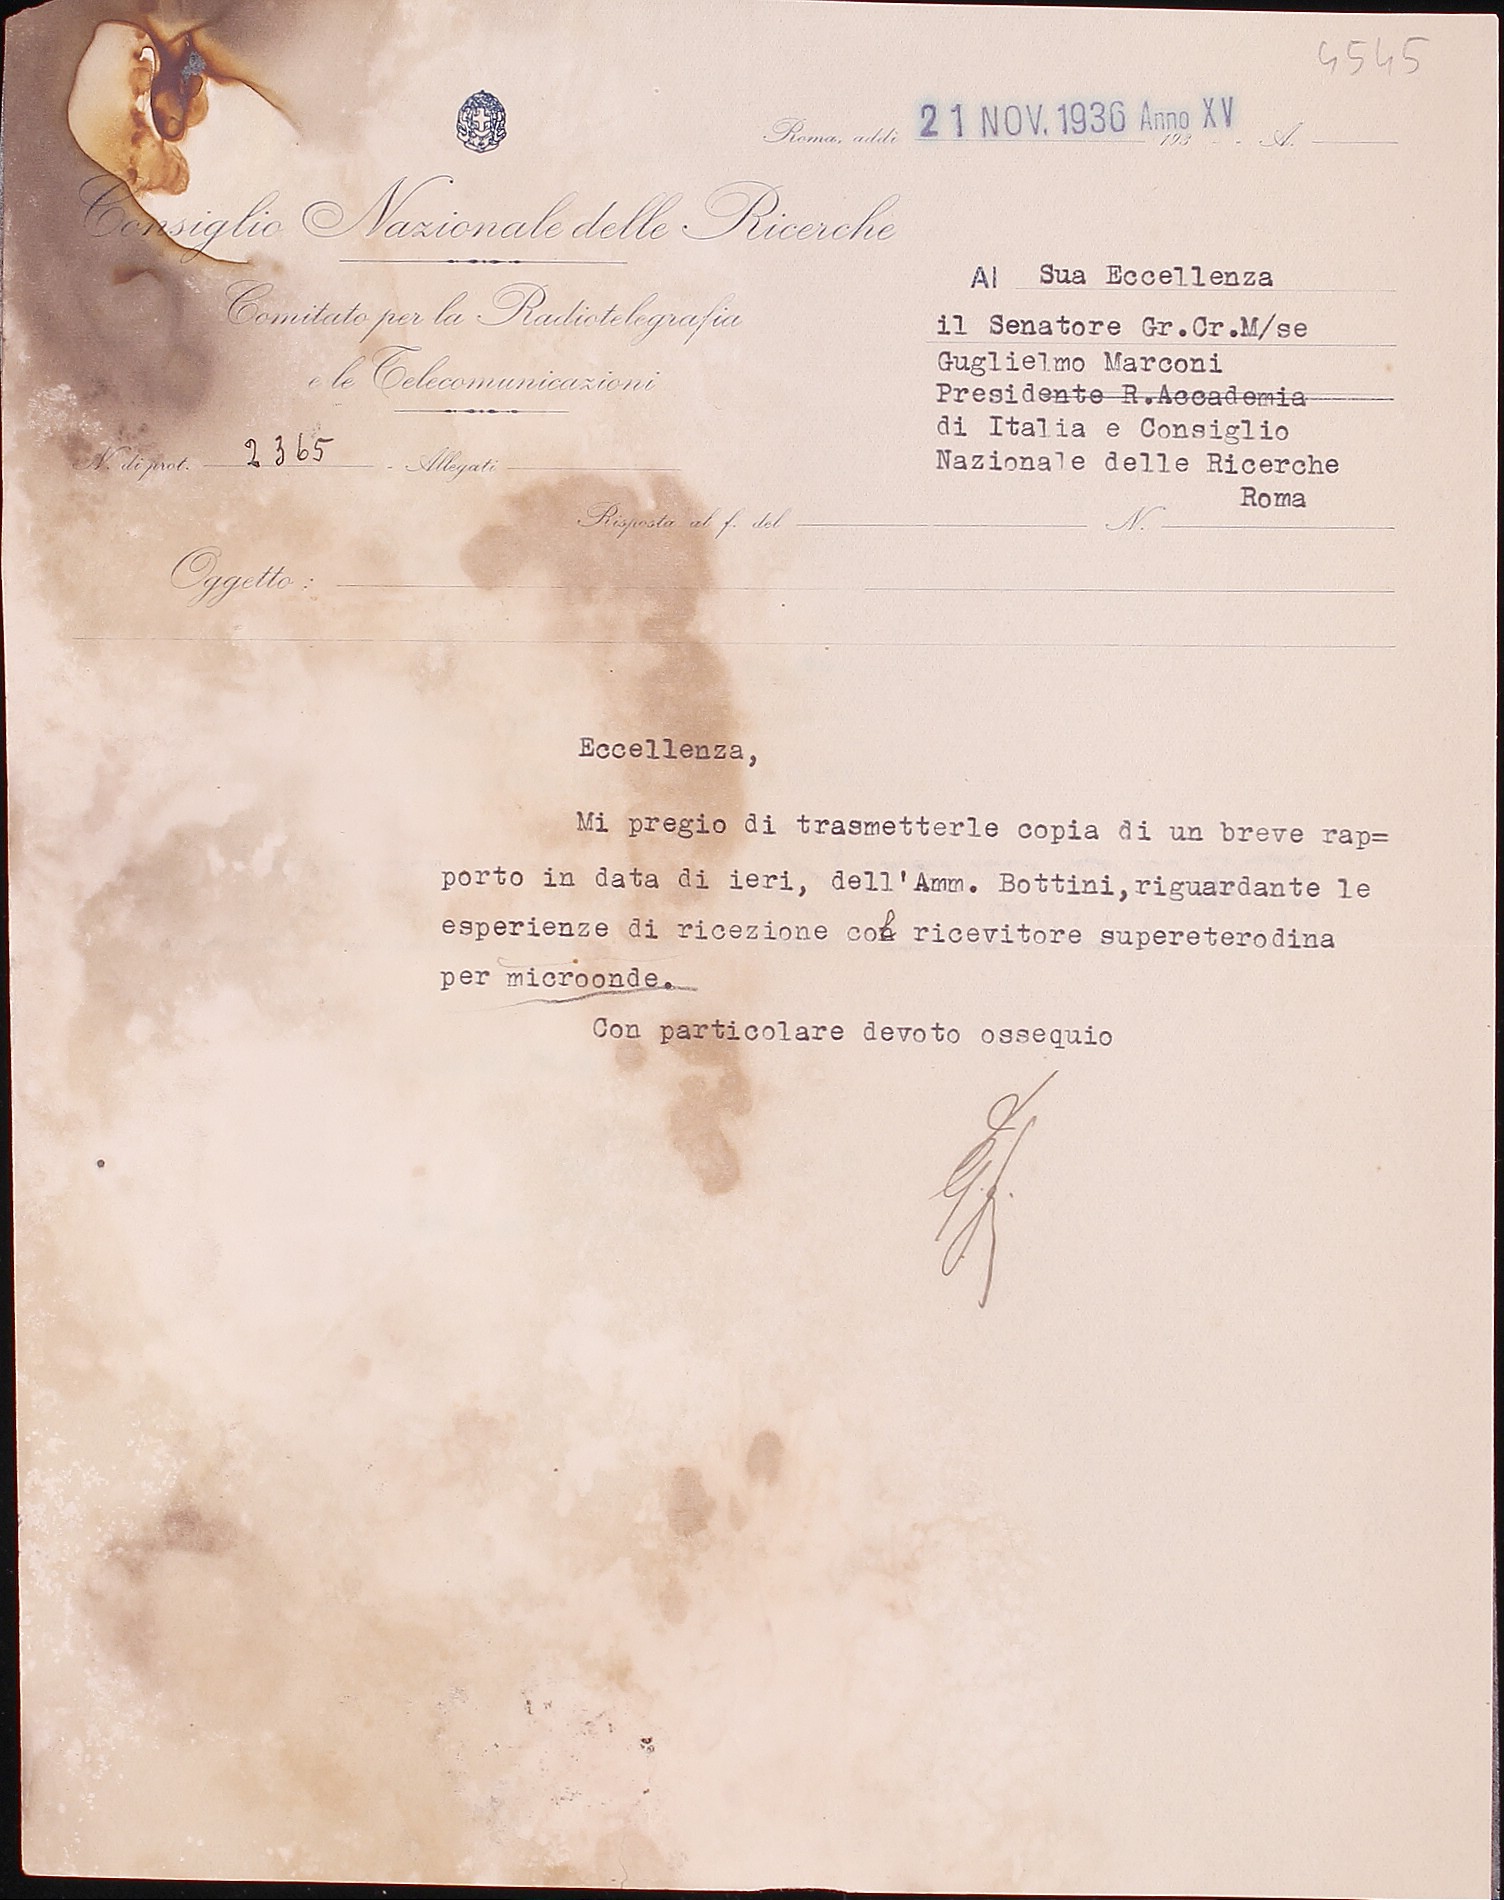 4545
Roma, addì 21 NOV. 1936 Anno XV 193 - - A.
Consiglio Nazionale delle Ricerche
Comitato per la Radiotelegrafia
e le Telecomunicazioni
N. di prot. 2365 - Allegati
Al Sua Eccellenza
il Senatore Gr.Cr.M/se
Guglielmo Marconi
Presidente R.Accademia
di Italia e Consiglio
Nazionale delle Ricerche
Roma
Risposta al f. del N.
Oggetto :
Eccellenza,
Mi pregio di trasmetterle copia di un breve rap=
porto in data di ieri, dell'Amm. Bottini,riguardante le
esperienze di ricezione col ricevitore supereterodina
per microonde.
Con particolare devoto ossequio